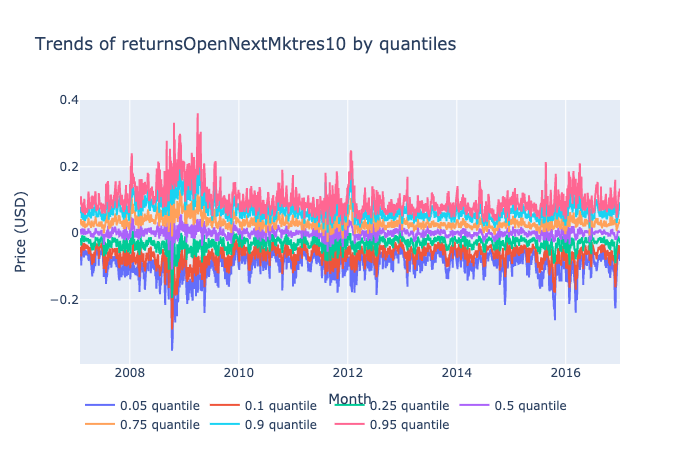 Trends of returnsOpenNextMktres10 by quantiles
0.4
0.2
0
−0.2
Price (USD)
2008 2010 2012 2014 2016
Month
0.05 quantile 0.1 quantile 0.25 quantile 0.5 quantile
0.75 quantile 0.9 quantile 0.95 quantile